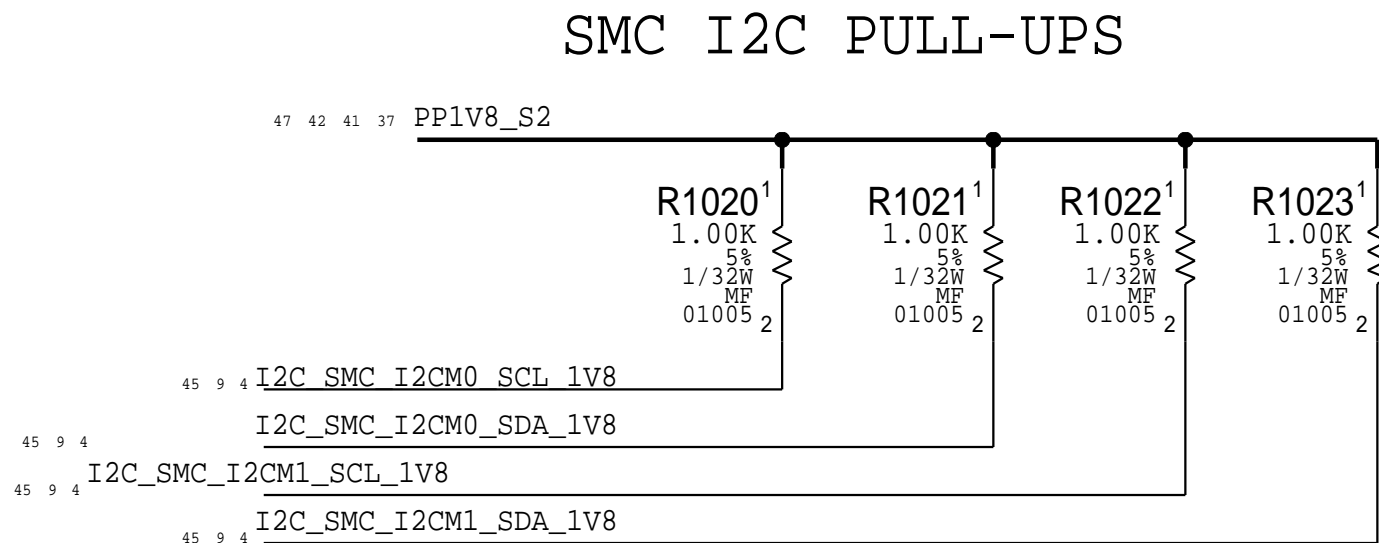 SMC I2C PULL-UPS
47 42 41 37 PP1V8_S2
R1020 1 R1021 1 R1022 1 R1023 1
1.00K 1.00K 1.00K 1.00K
5% 5% 5% 5%
1/32W 1/32W 1/32W 1/32W
MF MF MF MF
01005 2 01005 2 01005 2 01005 2
45 9 4 I2C_SMC_I2CM0_SCL_1V8
45 9 4 I2C_SMC_I2CM0_SDA_1V8
45 9 4 I2C_SMC_I2CM1_SCL_1V8
45 9 4 I2C_SMC_I2CM1_SDA_1V8